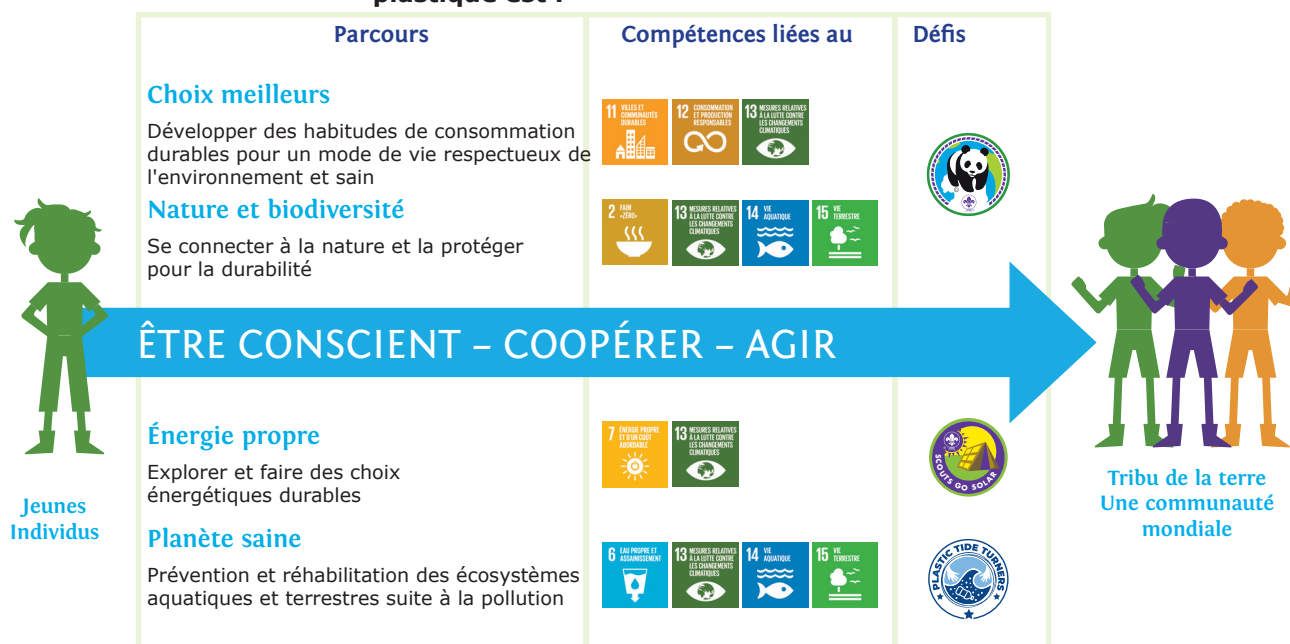 plastique est :
Parcours
Compétences liées au
Défis
Choix meilleurs
Développer des habitudes de consommation
durables pour un mode de vie respectueux de
l'environnement et sain
11 VILLES ET
COMMUNAUTÉS
DURABLES
12 CONSOMMATION
ET PRODUCTION
RESPONSABLES
13 MESURES RELATIVES
À LA LUTTE CONTRE
LES CHANGEMENTS
CLIMATIQUES
Nature et biodiversité
Se connecter à la nature et la protéger
pour la durabilité
2 FAIM
«ZÉRO»
13 MESURES RELATIVES
À LA LUTTE CONTRE
LES CHANGEMENTS
CLIMATIQUES
14 VIE
AQUATIQUE
15 VIE
TERRESTRE
ÊTRE CONSCIENT – COOPÉRER – AGIR
Énergie propre
Explorer et faire des choix
énergétiques durables
7 ÉNERGIE PROPRE
ET D'UN COÛT
ABORDABLE
13 MESURES RELATIVES
À LA LUTTE CONTRE
LES CHANGEMENTS
CLIMATIQUES
SCOUTS GO SOLAR
Planète saine
Prévention et réhabilitation des écosystèmes
aquatiques et terrestres suite à la pollution
6 EAU PROPRE ET
ASSAINISSEMENT
13 MESURES RELATIVES
À LA LUTTE CONTRE
LES CHANGEMENTS
CLIMATIQUES
14 VIE
AQUATIQUE
15 VIE
TERRESTRE
PLASTIC TIDE TURNERS
Jeunes
Individus
Tribu de la terre
Une communauté
mondiale